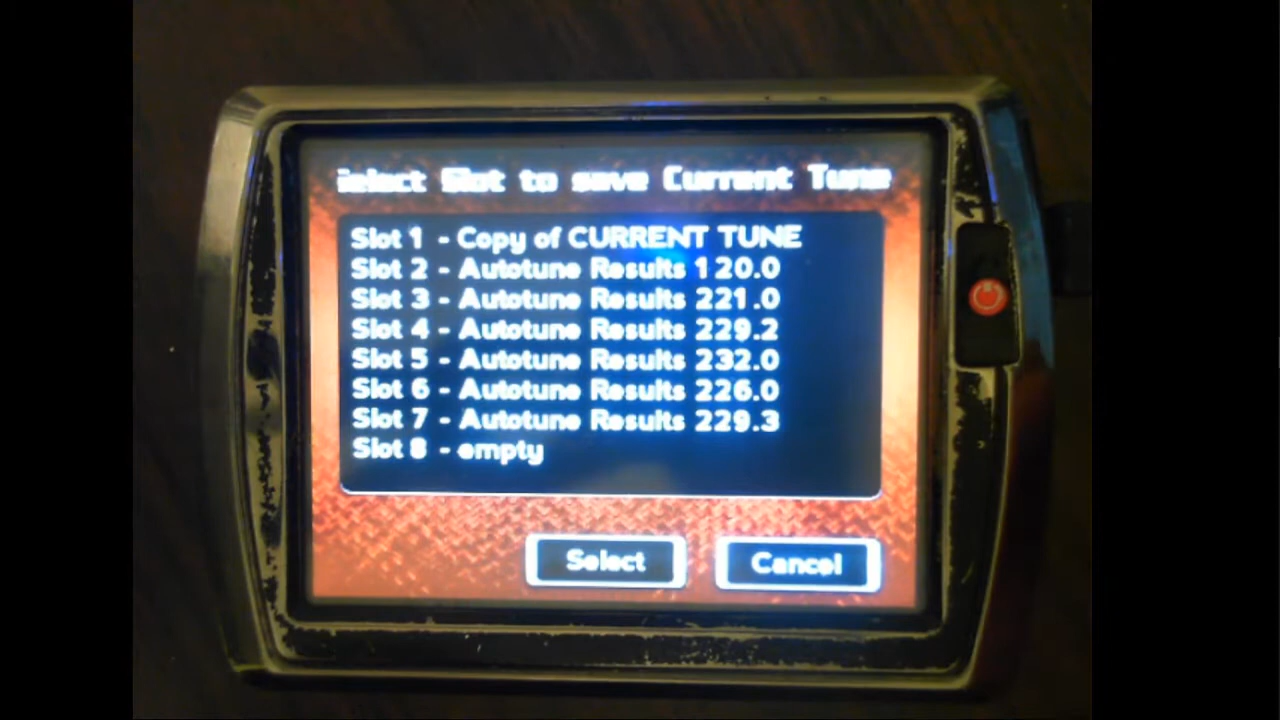 Select Slot to save Current Tune
Slot 1 - Copy of CURRENT TUNE
Slot 2 - Autotune Results 120.0
Slot 3 - Autotune Results 221.0
Slot 4 - Autotune Results 229.2
Slot 5 - Autotune Results 232.0
Slot 6 - Autotune Results 226.0
Slot 7 - Autotune Results 229.3
Slot 8 - empty
Select Cancel